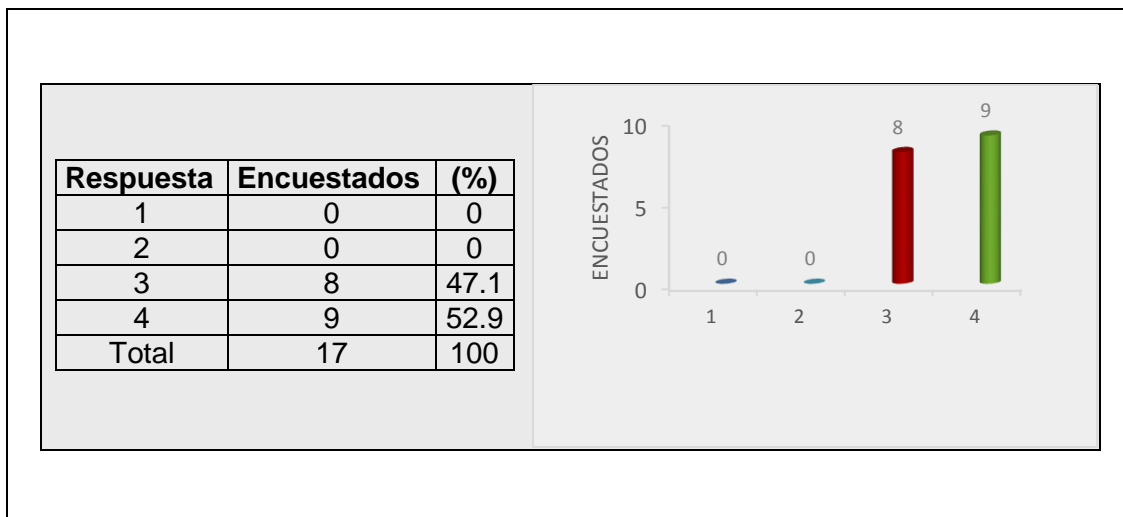 Respuesta Encuestados (%)
1 0 0
2 0 0
3 8 47.1
4 9 52.9
Total 17 100
ENCUESTADOS
10
5
0
0 0 8 9
1 2 3 4